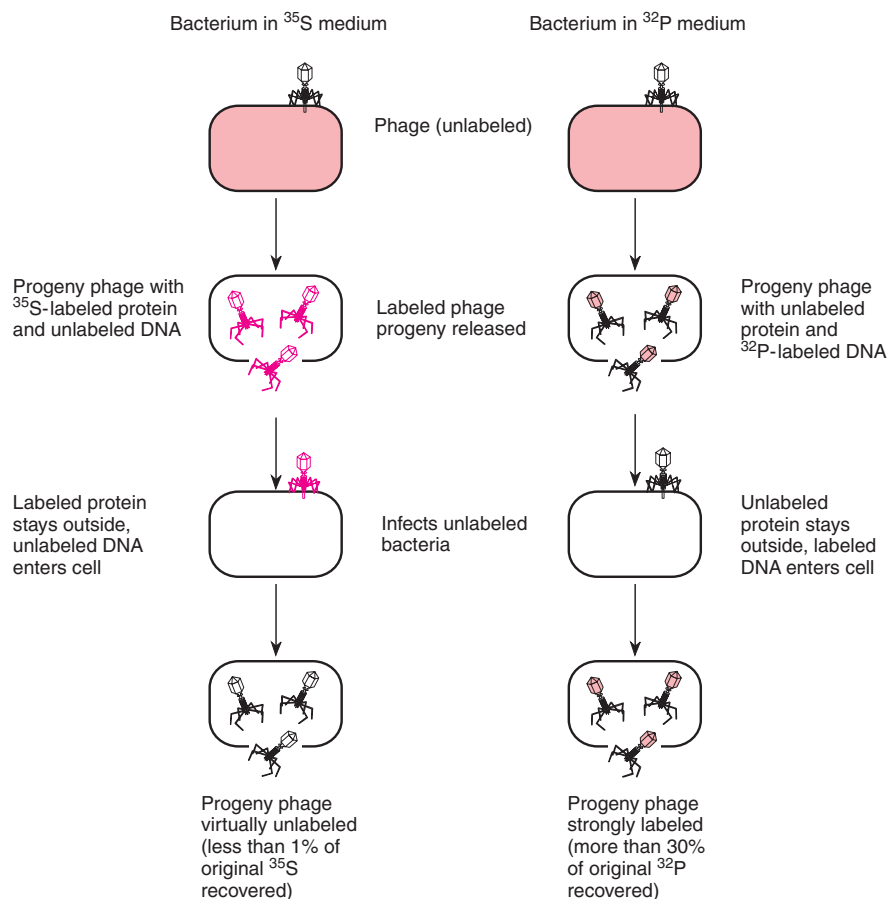 Bacterium in ³⁵S medium
Bacterium in ³²P medium
Phage (unlabeled)
Progeny phage with
³⁵S-labeled protein
and unlabeled DNA
Labeled phage
progeny released
Progeny phage
with unlabeled
protein and
³²P-labeled DNA
Labeled protein
stays outside,
unlabeled DNA
enters cell
Infects unlabeled
bacteria
Unlabeled
protein stays
outside, labeled
DNA enters cell
Progeny phage
virtually unlabeled
(less than 1% of
original ³⁵S
recovered)
Progeny phage
strongly labeled
(more than 30%
of original ³²P
recovered)